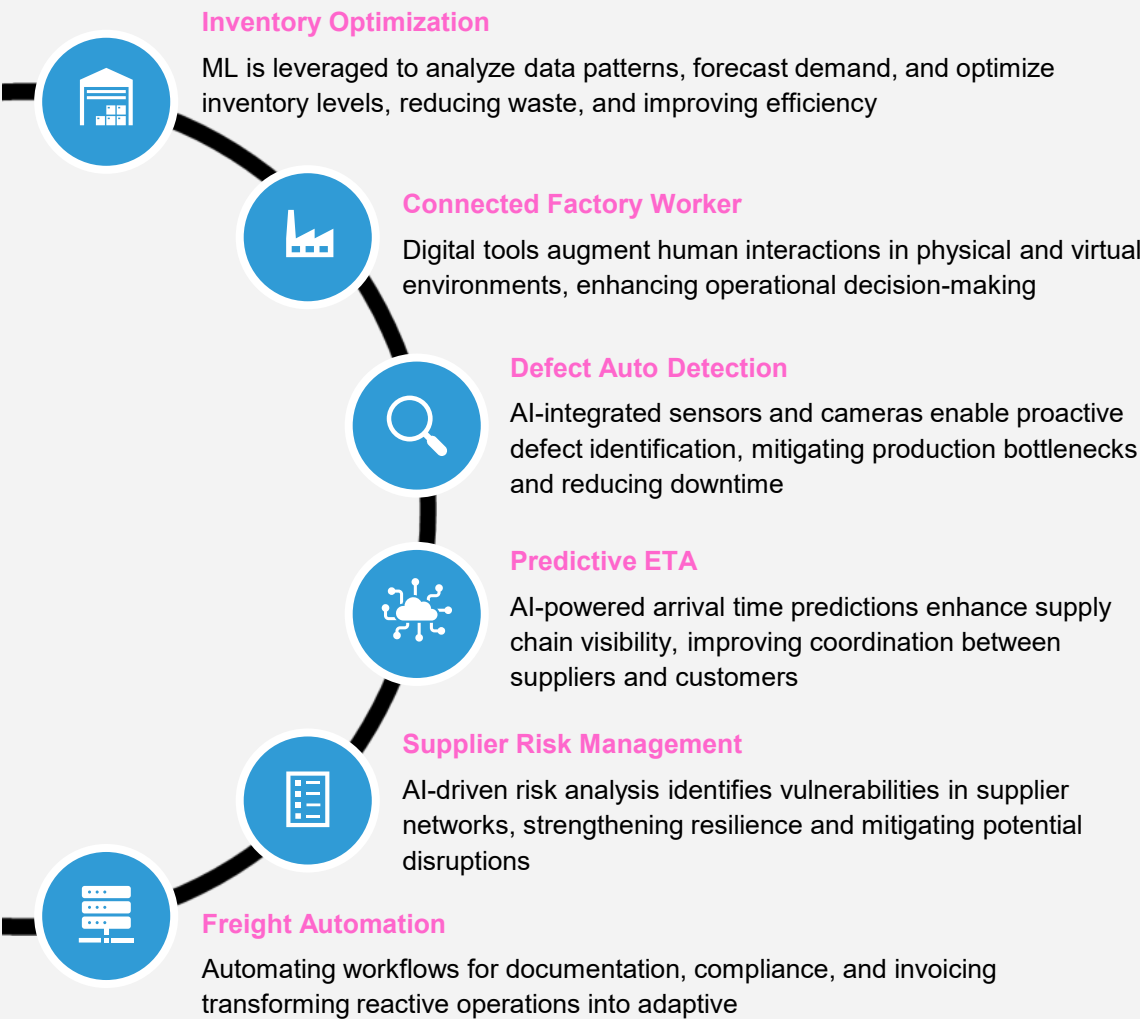 Inventory Optimization
ML is leveraged to analyze data patterns, forecast demand, and optimize
inventory levels, reducing waste, and improving efficiency
Connected Factory Worker
Digital tools augment human interactions in physical and virtual
environments, enhancing operational decision-making
Defect Auto Detection
AI-integrated sensors and cameras enable proactive
defect identification, mitigating production bottlenecks
and reducing downtime
Predictive ETA
AI-powered arrival time predictions enhance supply
chain visibility, improving coordination between
suppliers and customers
Supplier Risk Management
AI-driven risk analysis identifies vulnerabilities in supplier
networks, strengthening resilience and mitigating potential
disruptions
Freight Automation
Automating workflows for documentation, compliance, and invoicing
transforming reactive operations into adaptive